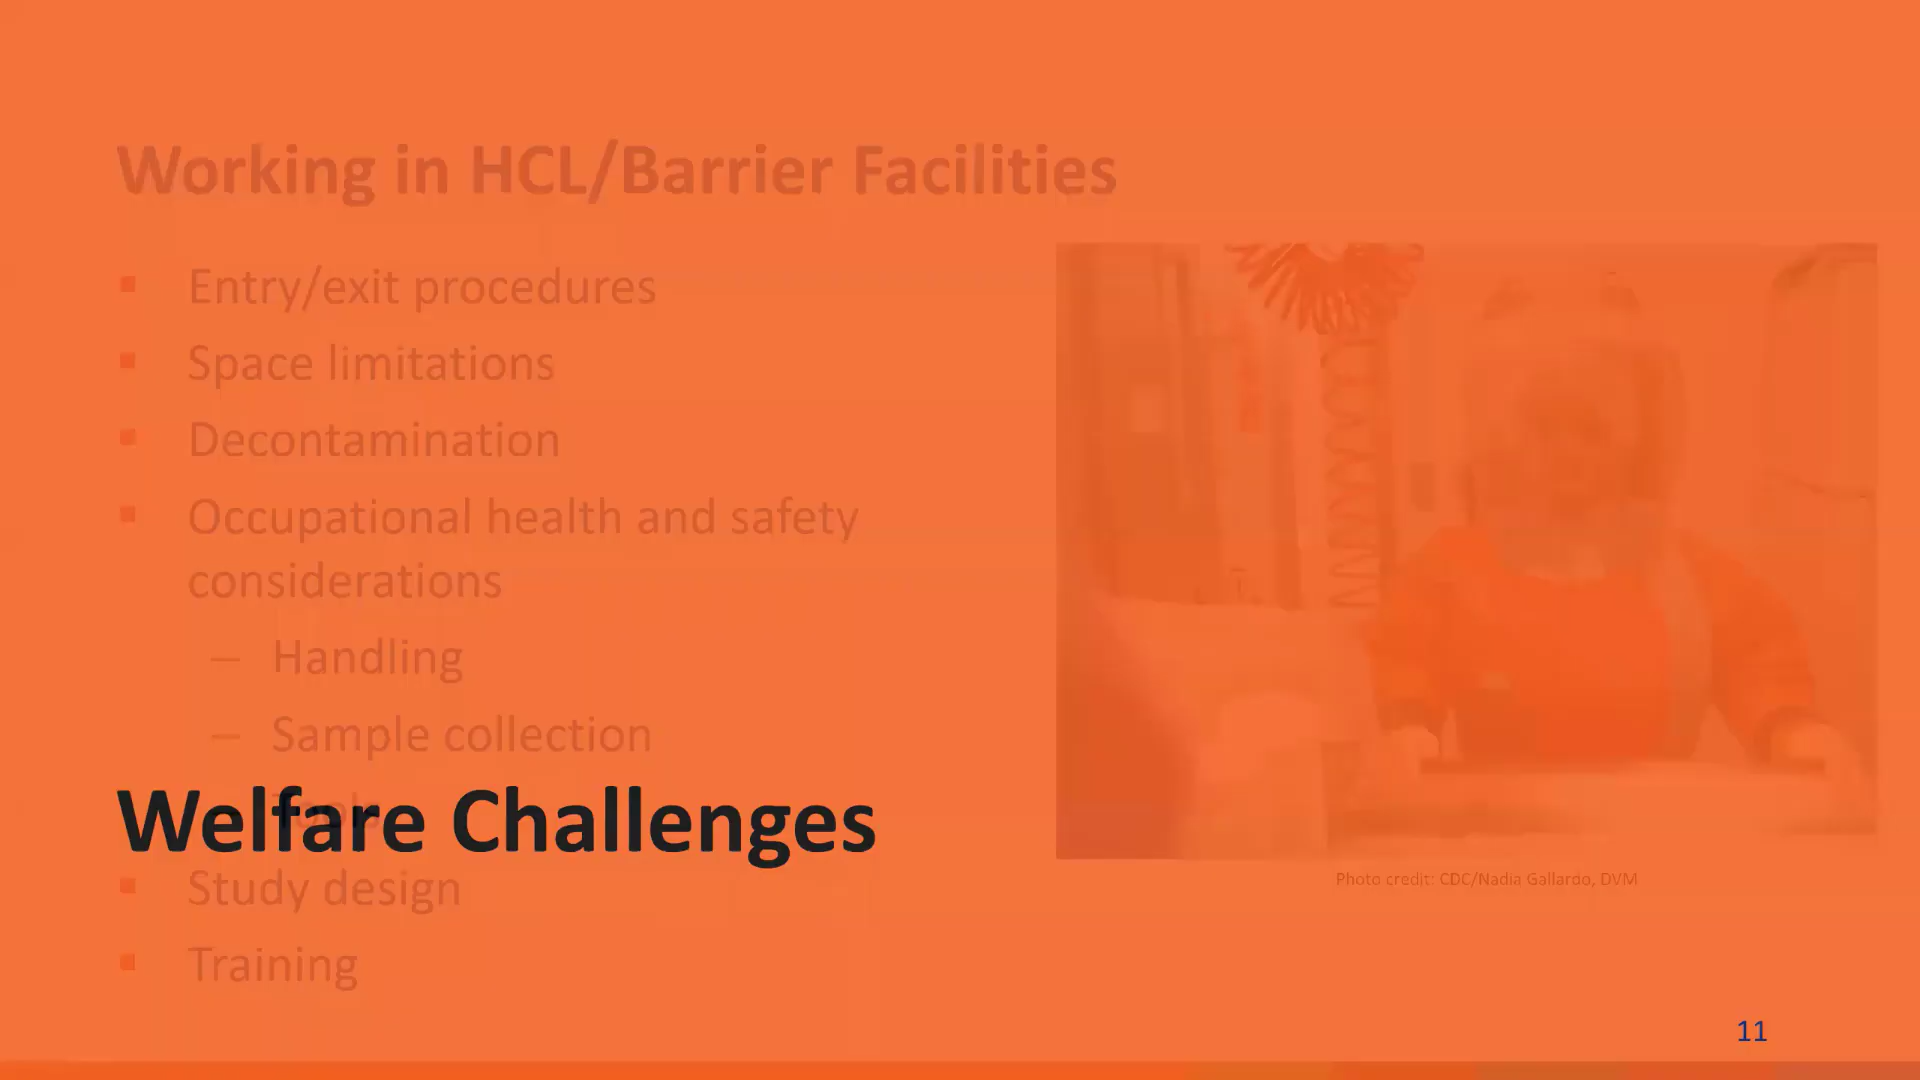 Working in HCL/Barrier Facilities
▪ Entry/exit procedures
▪ Space limitations
▪ Decontamination
▪ Occupational health and safety
considerations
– Handling
– Sample collection
– Tools
Welfare Challenges
▪ Study design
▪ Training
Photo credit: CDC/Nadia Gallardo, DVM
11